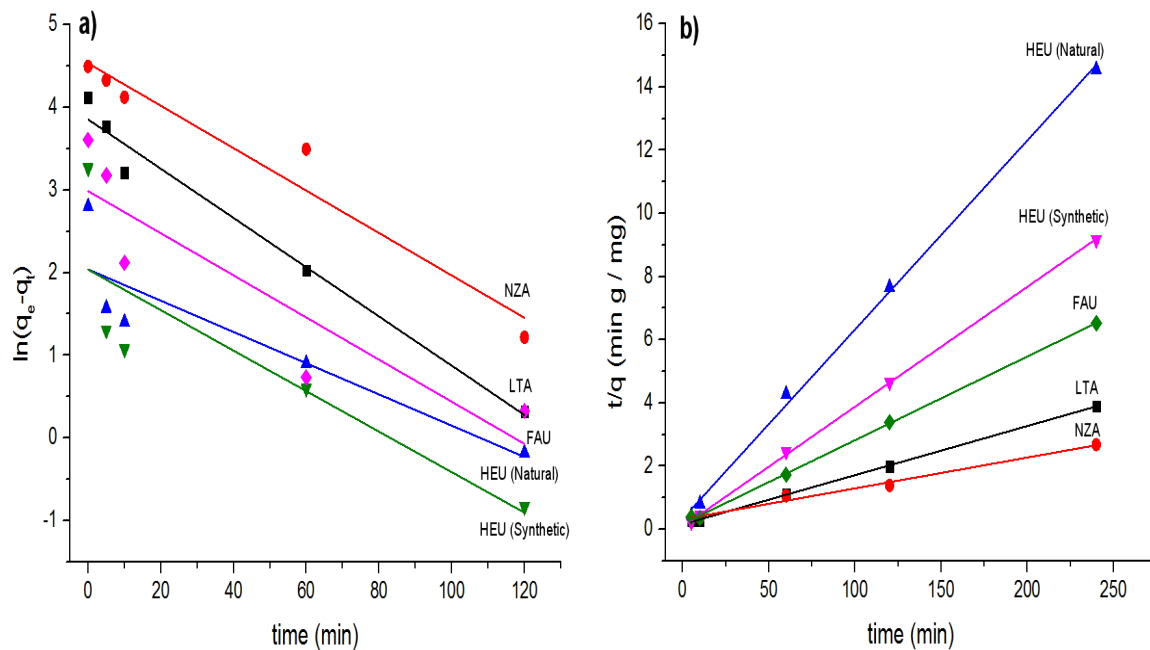 a)
ln(qe-qt)
5
4
3
2
1
0
-1
NZA
LTA
FAU
HEU (Natural)
HEU (Synthetic)
0 20 40 60 80 100 120
time (min)
b)
t/q (min g / mg)
16
14
12
10
8
6
4
2
0
HEU (Natural)
HEU (Synthetic)
FAU
LTA
NZA
0 50 100 150 200 250
time (min)